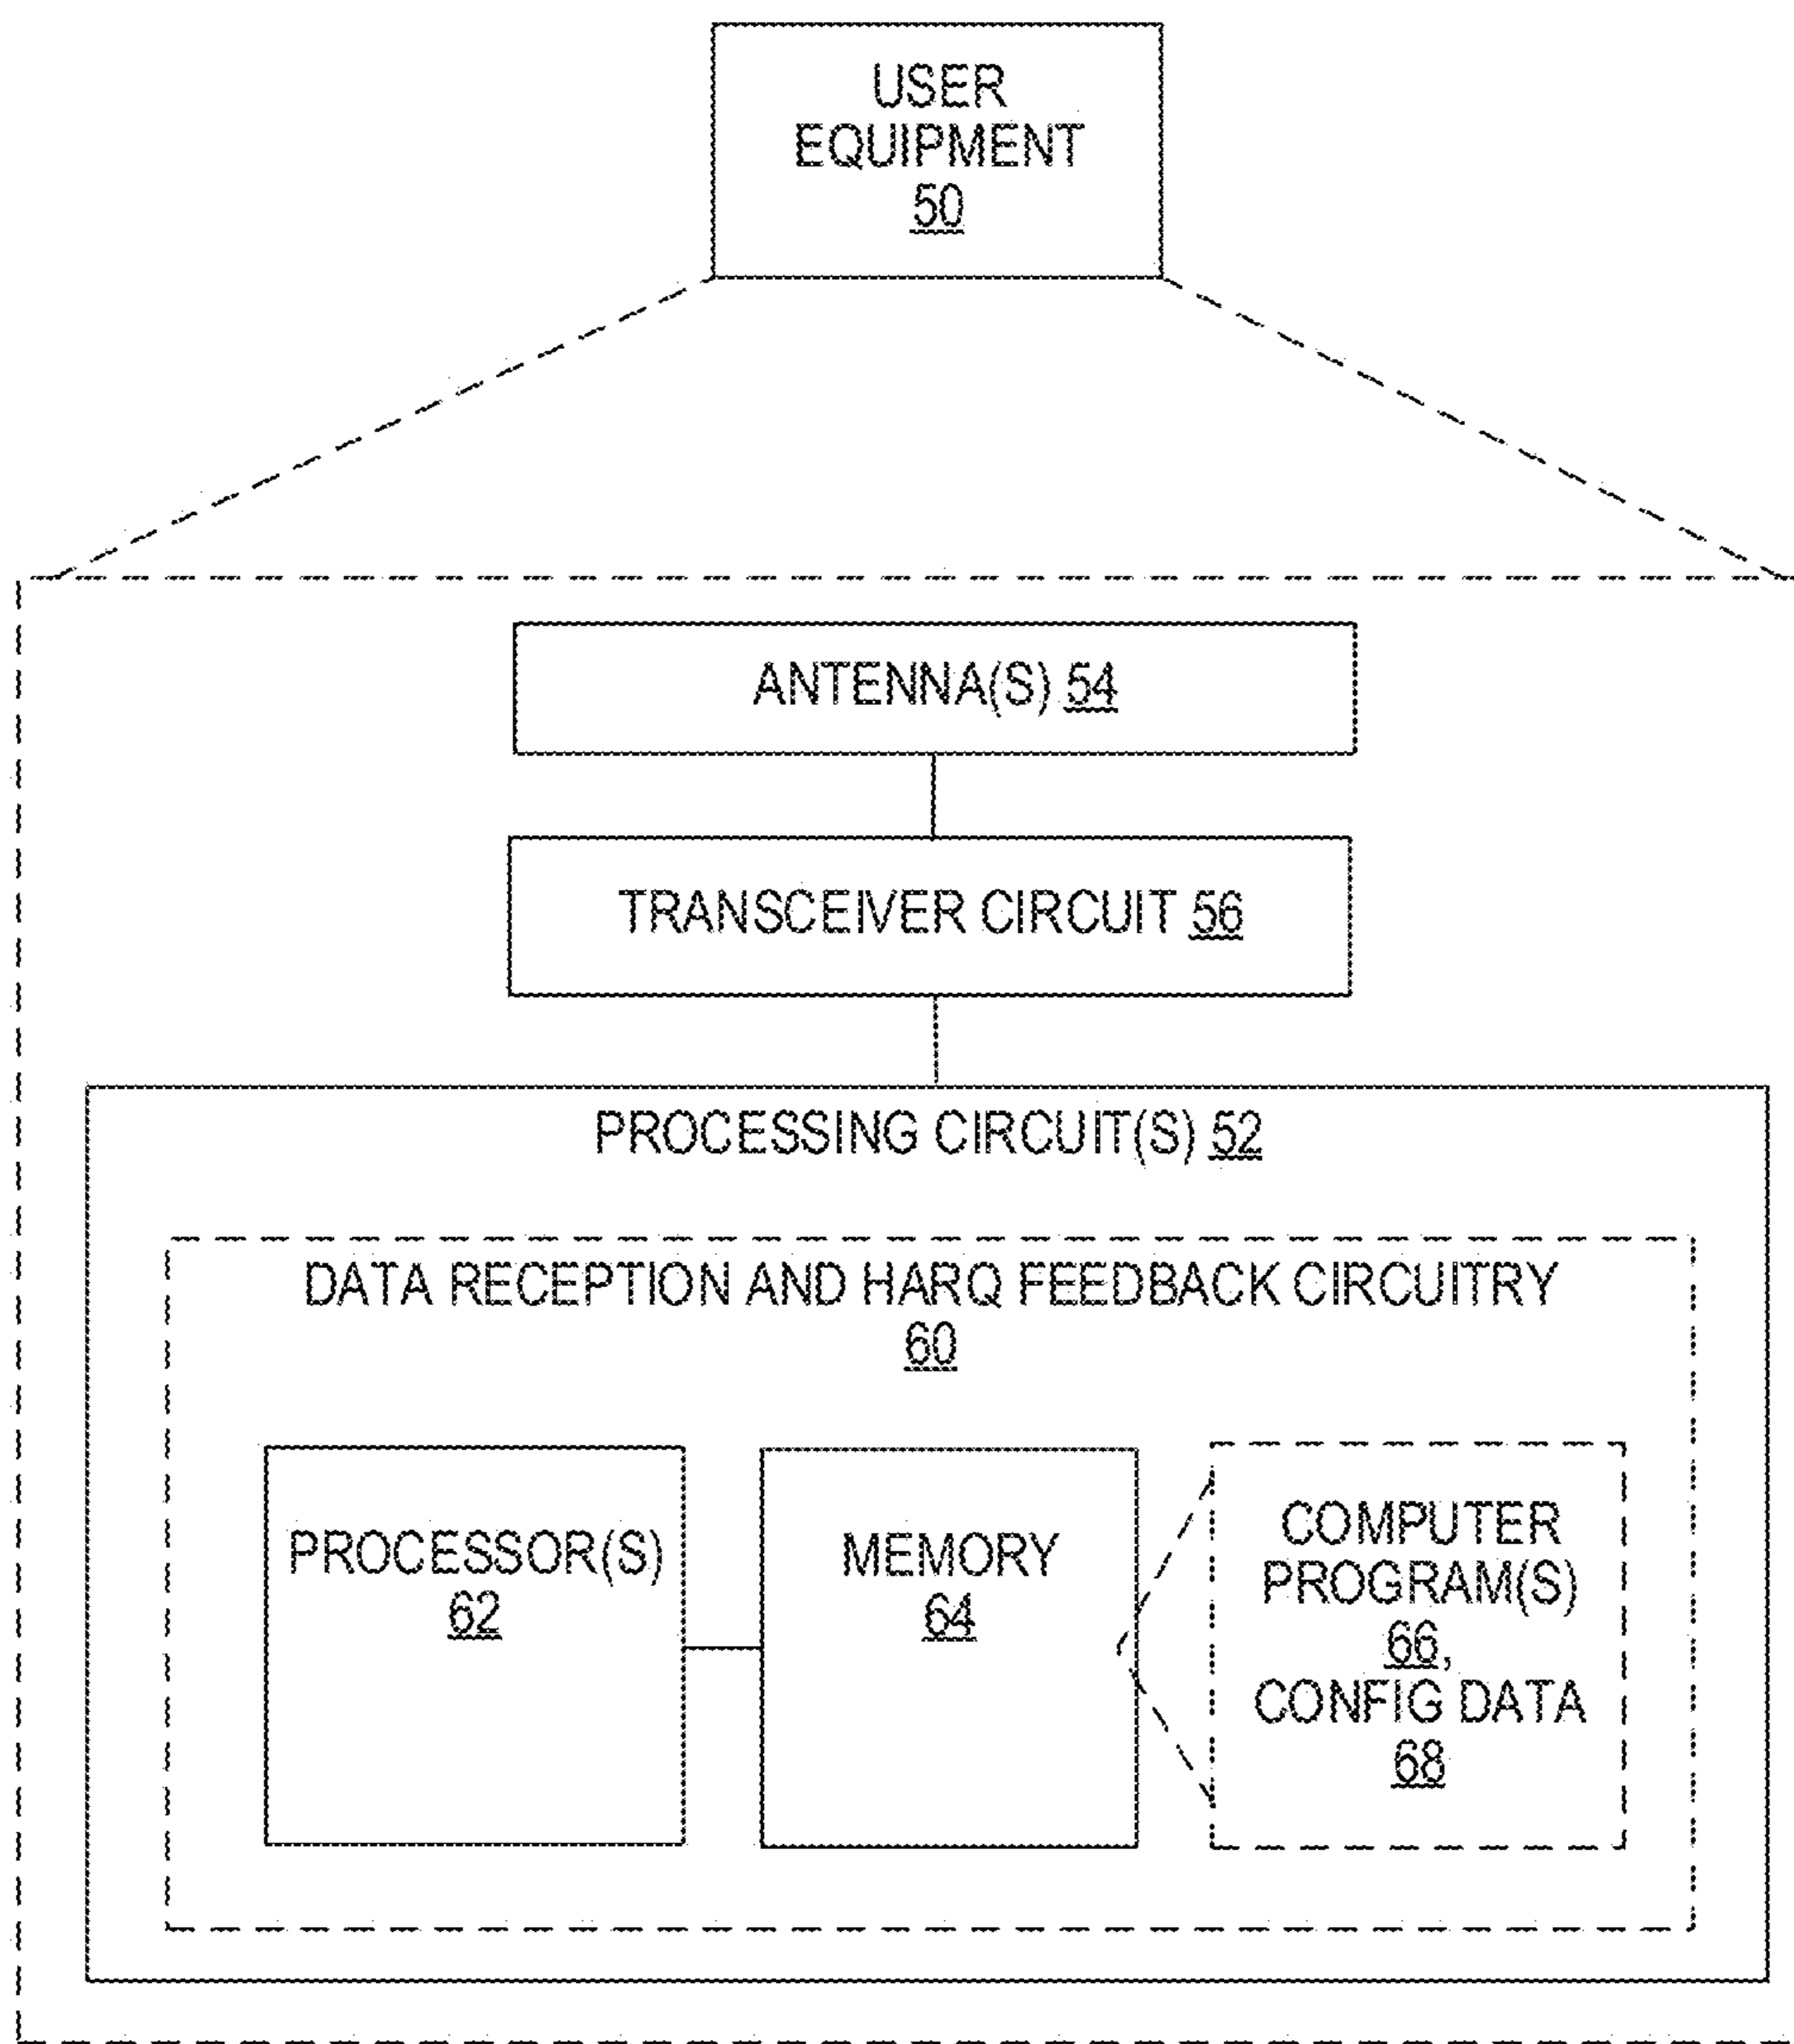 USER
EQUIPMENT
50
ANTENNA(S) 54
TRANSCEIVER CIRCUIT 56
PROCESSING CIRCUIT(S) 52
DATA RECEPTION AND HARQ FEEDBACK CIRCUITRY
60
PROCESSOR(S)
62
MEMORY
64
COMPUTER
PROGRAM(S)
66,
CONFIG DATA
68